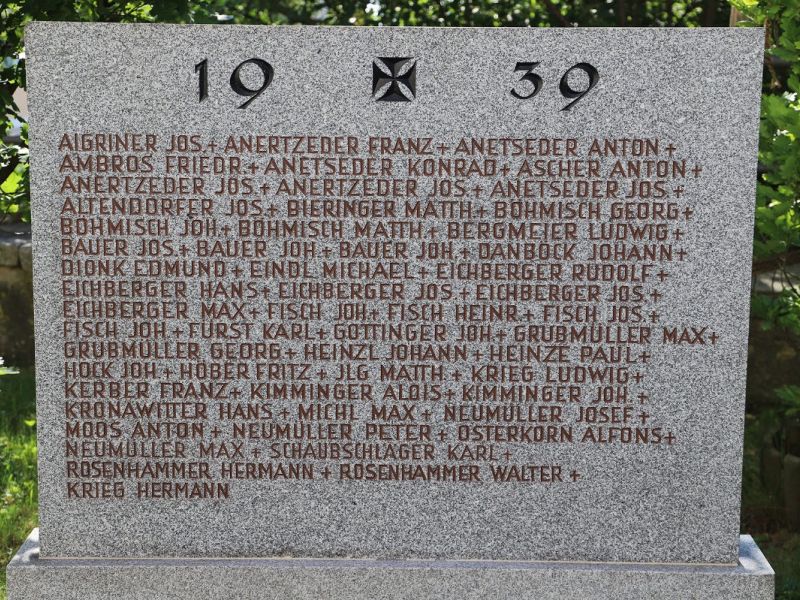 19 39
AIGRINER JOS.+ANERTZEDER FRANZ+ANETSEDER ANTON+
AMBROS FRIEDR+ANETSEDER KONRAD+ASCHER ANTON+
ANERTZEDER JOS+ANERTZEDER JOS+ANETSEDER JOS+
ALTENDORFER JOS+BIERINGER MATTH+BÖHMISCH GEORG+
BÖHMISCH JOH+BÖHMISCH MATTH+BERGMEIER LUDWIG+
BAUER JOS.+BAUER JOH+BAUER JOH+DANBÖCK JOHANN+
DIONK EDMUND+EINDL MICHAEL+EICHBERGER RUDOLF+
EICHBERGER HANS+EICHBERGER JOS+EICHBERGER JOS.+
EICHBERGER MAX+FISCH JOH+FISCH HEINR+FISCH JOS.+
FISCH JOH+FÜRST KARL+GÖTTINGER JOH+GRUBMÜLLER MAX+
GRUBMÜLLER GEORG+HEINZL JOHANN+HEINZE PAUL+
HÖCK JOH+HUBER FRITZ+JLG MATTH+KRIEG LUDWIG+
KERBER FRANZ+KIMMINGER ALOIS+KIMMINGER JOH.+
KRONAWITTER HANS+MICHL MAX+NEUMÜLLER JOSEF+
MOOS ANTON+NEUMÜLLER PETER+OSTERKORN ALFONS+
NEUMÜLLER MAX+SCHAUBSCHLÄGER KARL+
ROSENHAMMER HERMANN+ROSENHAMMER WALTER+
KRIEG HERMANN